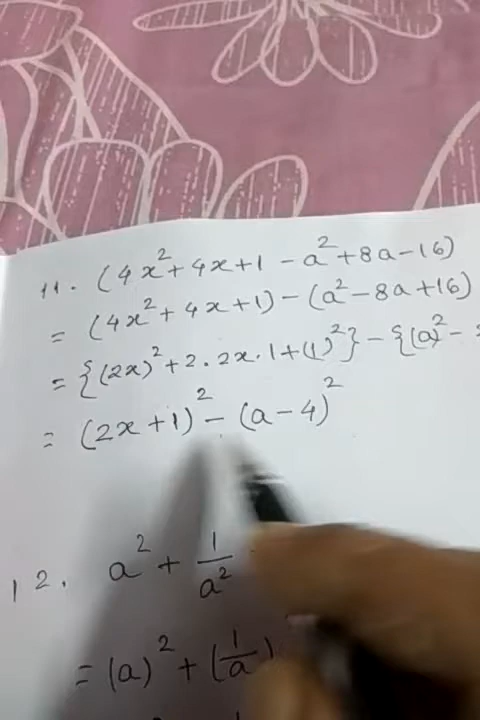 11. (4x²+4x+1-a²+8a-16)
= (4x²+4x+1)-(a²-8a+16)
= {(2x)²+2.2x.1+(1)²}-{(a)²-
= (2x+1)²-(a-4)²
12. a²+1/a²
= (a)²+(1/a)